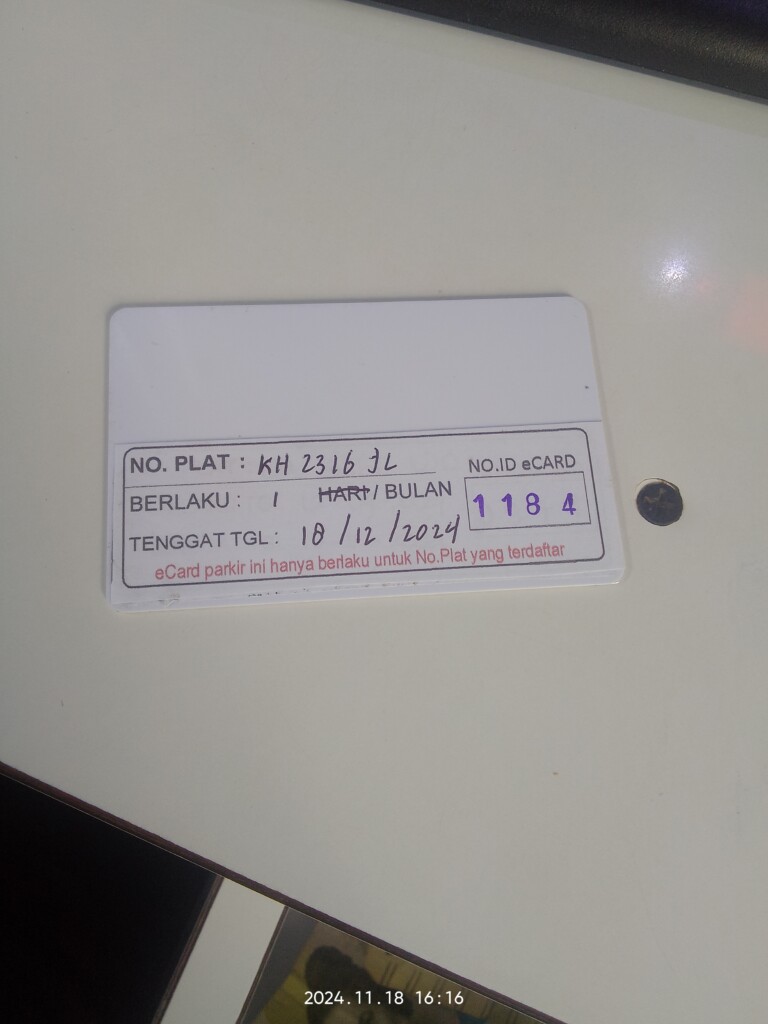 NO. PLAT : KH 2316 JL
NO.ID eCARD
BERLAKU : 1 HARI / BULAN
1184
TENGGAT TGL : 18/12/2024
eCard parkir ini hanya berlaku untuk No.Plat yang terdaftar
2024.11.18 16:16